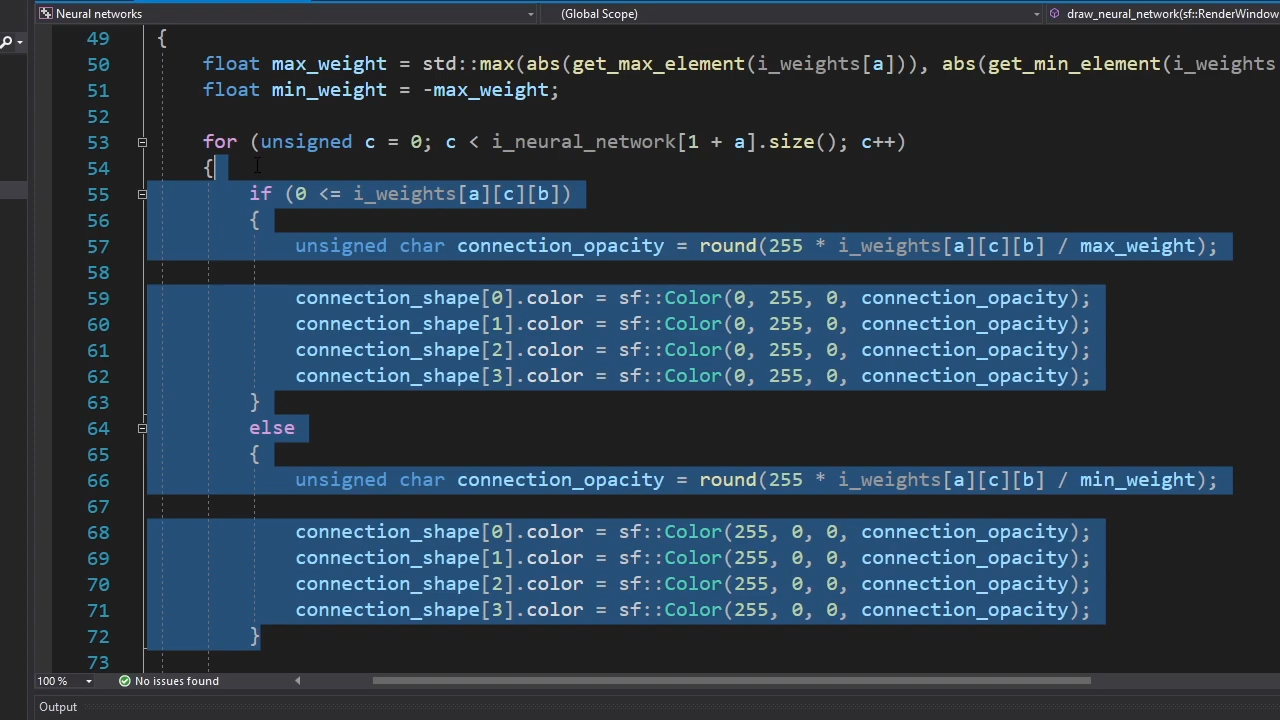 Neural networks (Global Scope) draw_neural_network(sf::RenderWindow
49 {
50 float max_weight = std::max(abs(get_max_element(i_weights[a])), abs(get_min_element(i_weights
51 float min_weight = -max_weight;
52
53 for (unsigned c = 0; c < i_neural_network[1 + a].size(); c++)
54 {
55 if (0 <= i_weights[a][c][b])
56 {
57 unsigned char connection_opacity = round(255 * i_weights[a][c][b] / max_weight);
58
59 connection_shape[0].color = sf::Color(0, 255, 0, connection_opacity);
60 connection_shape[1].color = sf::Color(0, 255, 0, connection_opacity);
61 connection_shape[2].color = sf::Color(0, 255, 0, connection_opacity);
62 connection_shape[3].color = sf::Color(0, 255, 0, connection_opacity);
63 }
64 else
65 {
66 unsigned char connection_opacity = round(255 * i_weights[a][c][b] / min_weight);
67
68 connection_shape[0].color = sf::Color(255, 0, 0, connection_opacity);
69 connection_shape[1].color = sf::Color(255, 0, 0, connection_opacity);
70 connection_shape[2].color = sf::Color(255, 0, 0, connection_opacity);
71 connection_shape[3].color = sf::Color(255, 0, 0, connection_opacity);
72 }
73
100 % No issues found
Output